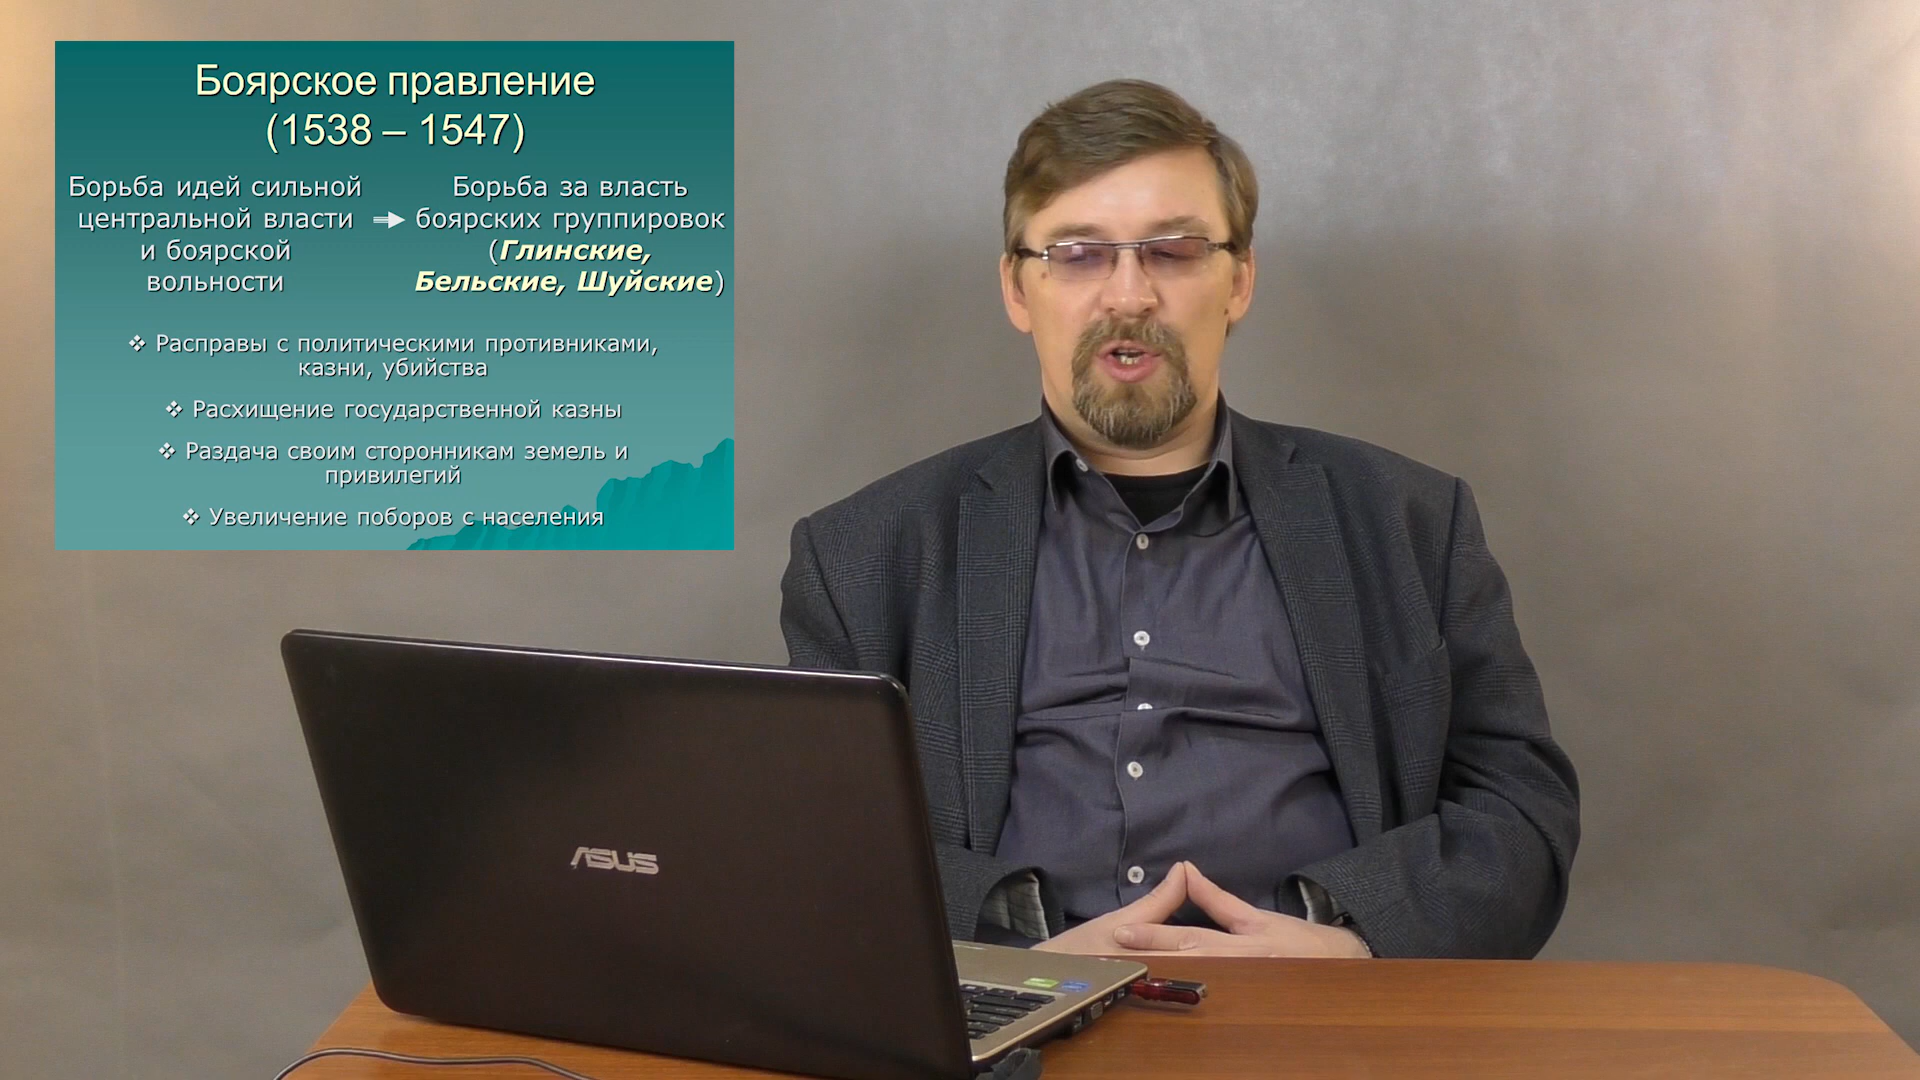 Боярское правление
(1538 – 1547)
Борьба идей сильной
центральной власти
и боярской
вольности
Борьба за власть
боярских группировок
(Глинские,
Бельские, Шуйские)
❖ Расправы с политическими противниками,
казни, убийства
❖ Расхищение государственной казны
❖ Раздача своим сторонникам земель и
привилегий
❖ Увеличение поборов с населения
ASUS